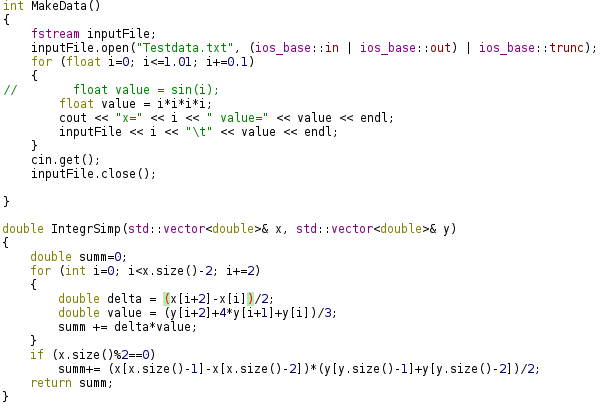 int MakeData()
{
    fstream inputFile;
    inputFile.open("Testdata.txt", (ios_base::in | ios_base::out) | ios_base::trunc);
    for (float i=0; i<=1.01; i+=0.1)
    {
//        float value = sin(i);
        float value = i*i*i*i;
        cout << "x=" << i << " value=" << value << endl;
        inputFile << i << "\t" << value << endl;
    }
    cin.get();
    inputFile.close();

}

double IntegrSimp(std::vector<double>& x, std::vector<double>& y)
{
    double summ=0;
    for (int i=0; i<x.size()-2; i+=2)
    {
        double delta = (x[i+2]-x[i])/2;
        double value = (y[i+2]+4*y[i+1]+y[i])/3;
        summ += delta*value;
    }
    if (x.size()%2==0)
        summ+= (x[x.size()-1]-x[x.size()-2])*(y[y.size()-1]+y[y.size()-2])/2;
    return summ;
}